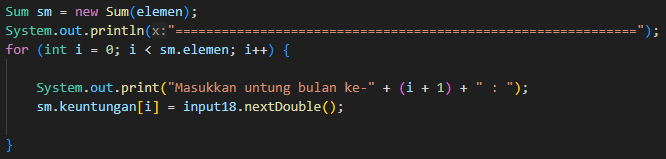 Sum sm = new Sum(elemen);
System.out.println(x:"==============================================================");
for (int i = 0; i < sm.elemen; i++) {
System.out.print("Masukkan untung bulan ke-" + (i + 1) + " : ");
sm.keuntungan[i] = input18.nextDouble();
}